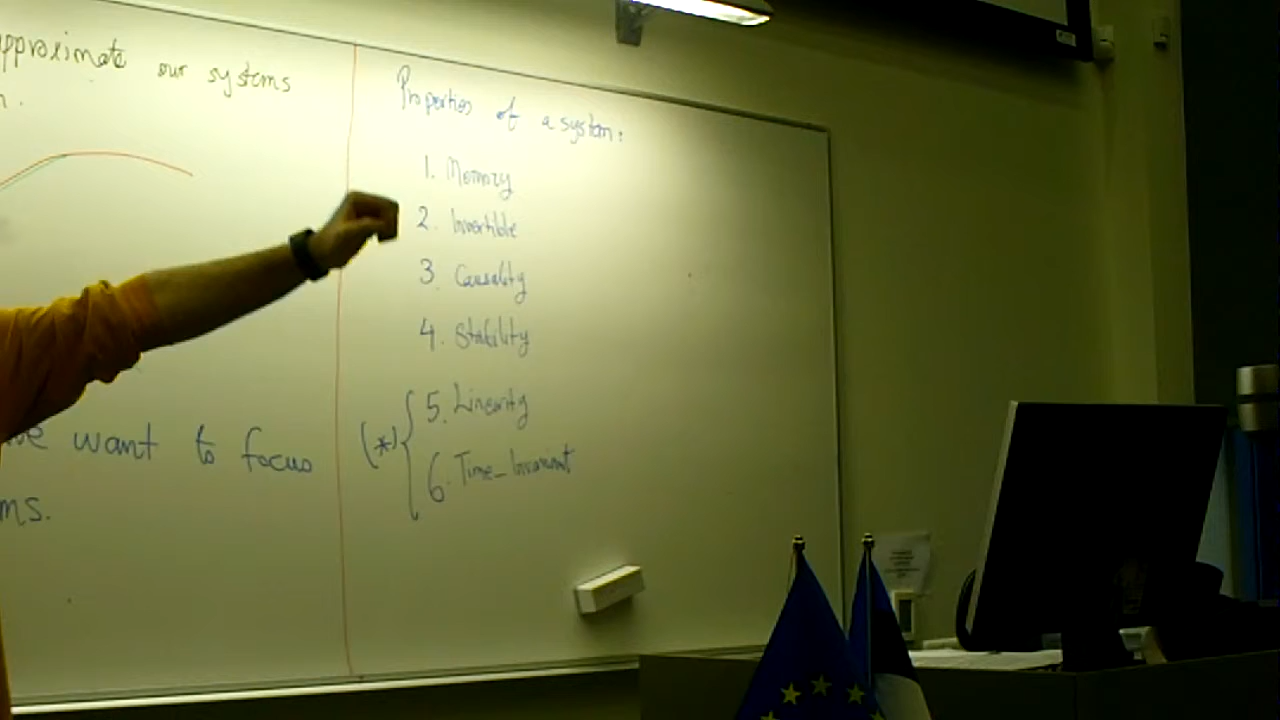 approximate our systems
Properties of a system:
1. Memory
2. Invertible
3. Causality
4. Stability
we want to focus
(*) { 5. Linearity
6. Time-Invariant
ms.